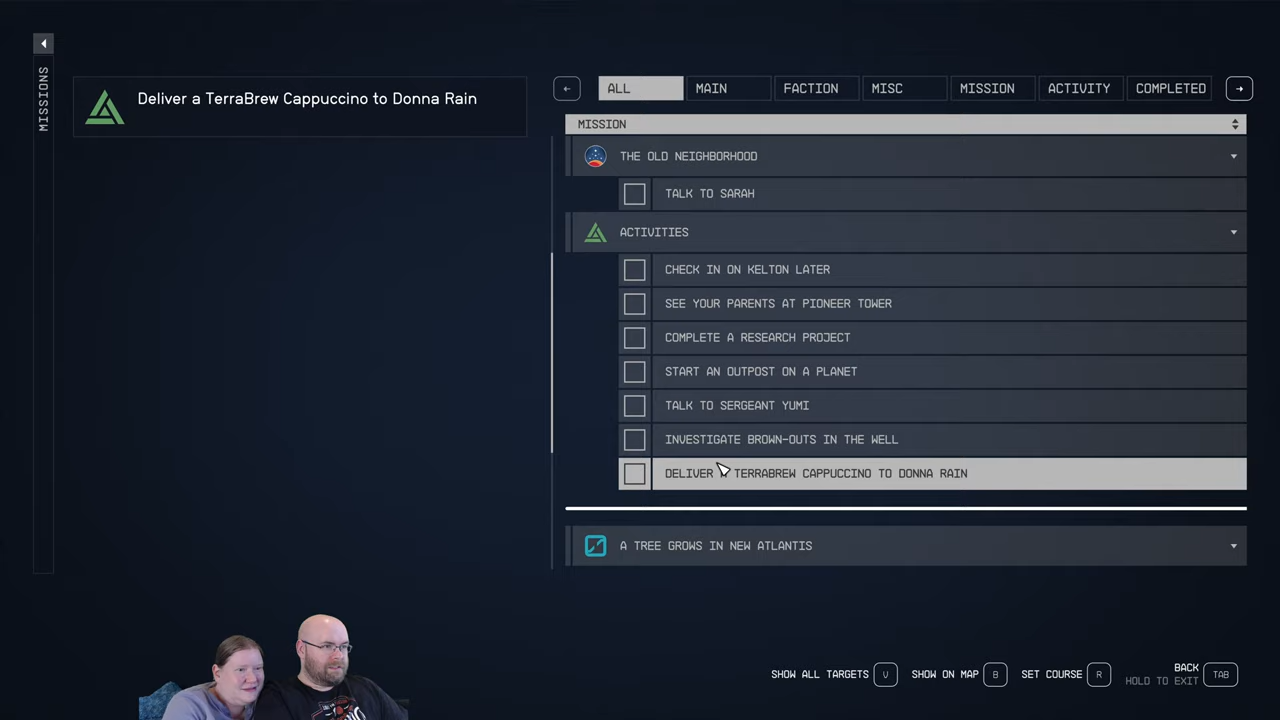 MISSIONS
Deliver a TerraBrew Cappuccino to Donna Rain
ALL
MAIN
FACTION
MISC
MISSION
ACTIVITY
COMPLETED
MISSION
THE OLD NEIGHBORHOOD
TALK TO SARAH
ACTIVITIES
CHECK IN ON KELTON LATER
SEE YOUR PARENTS AT PIONEER TOWER
COMPLETE A RESEARCH PROJECT
START AN OUTPOST ON A PLANET
TALK TO SERGEANT YUMI
INVESTIGATE BROWN-OUTS IN THE WELL
DELIVER A TERRABREW CAPPUCCINO TO DONNA RAIN
A TREE GROWS IN NEW ATLANTIS
SHOW ALL TARGETS V
SHOW ON MAP B
SET COURSE R
BACK
HOLD TO EXIT TAB